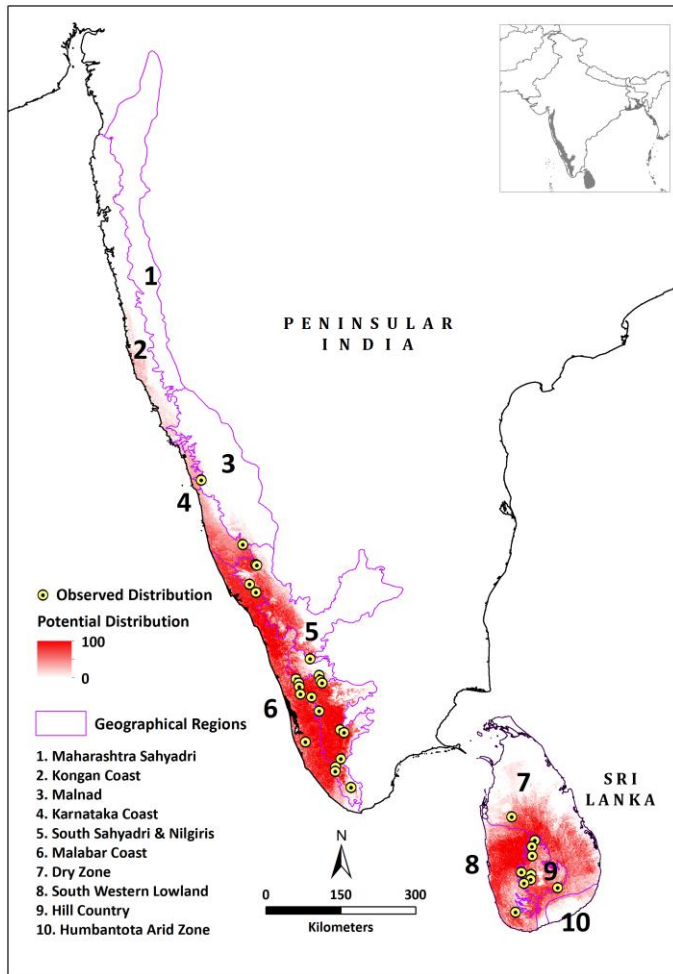 1
PENINSULAR
INDIA
2
3
4
5
6
7
SRI
LANKA
8
9
10
Observed Distribution
Potential Distribution
100
0
Geographical Regions
1. Maharashtra Sahyadri
2. Kongan Coast
3. Malnad
4. Karnataka Coast
5. South Sahyadri & Nilgiris
6. Malabar Coast
7. Dry Zone
8. South Western Lowland
9. Hill Country
10. Humbantota Arid Zone
N
0 150 300
Kilometers